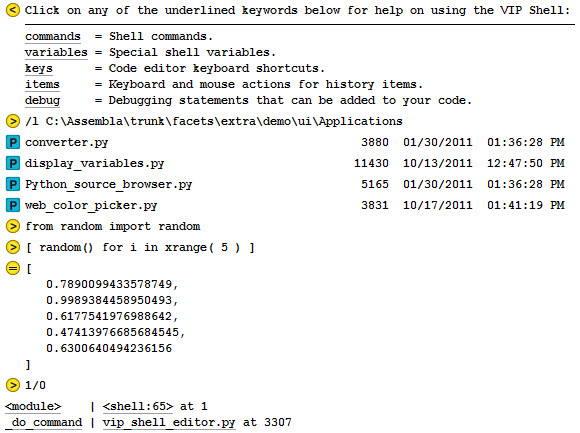 < Click on any of the underlined keywords below for help on using the VIP Shell:
commands = Shell commands.
variables = Special shell variables.
keys = Code editor keyboard shortcuts.
items = Keyboard and mouse actions for history items.
debug = Debugging statements that can be added to your code.
> /l C:\Assembla\trunk\facets\extra\demo\ui\Applications
P converter.py 3880 01/30/2011 01:36:28 PM
P display_variables.py 11430 10/13/2011 12:47:50 PM
P Python_source_browser.py 5165 01/30/2011 01:36:28 PM
P web_color_picker.py 3831 10/17/2011 01:41:19 PM
> from random import random
> [ random() for i in xrange( 5 ) ]
= [
0.7890099433578749,
0.9989384458950493,
0.6177541976988642,
0.47413976685684545,
0.6300640494236156
]
> 1/0
<module> | <shell:65> at 1
_do_command | vip_shell_editor.py at 3307